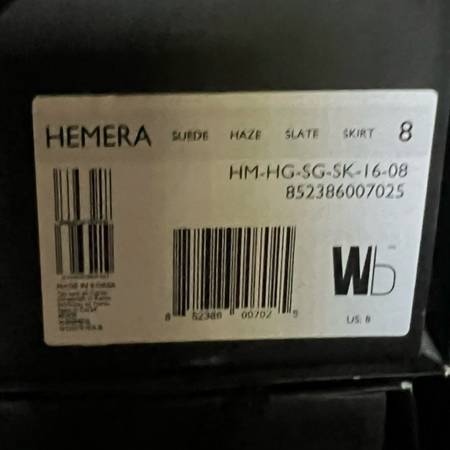 HEMERA SUEDE HAZE SLATE SKIRT 8
HM-HG-SG-SK-16-08
852386007025
MADE IN KOREA
8 52386 00702 5
Wb
US: 8